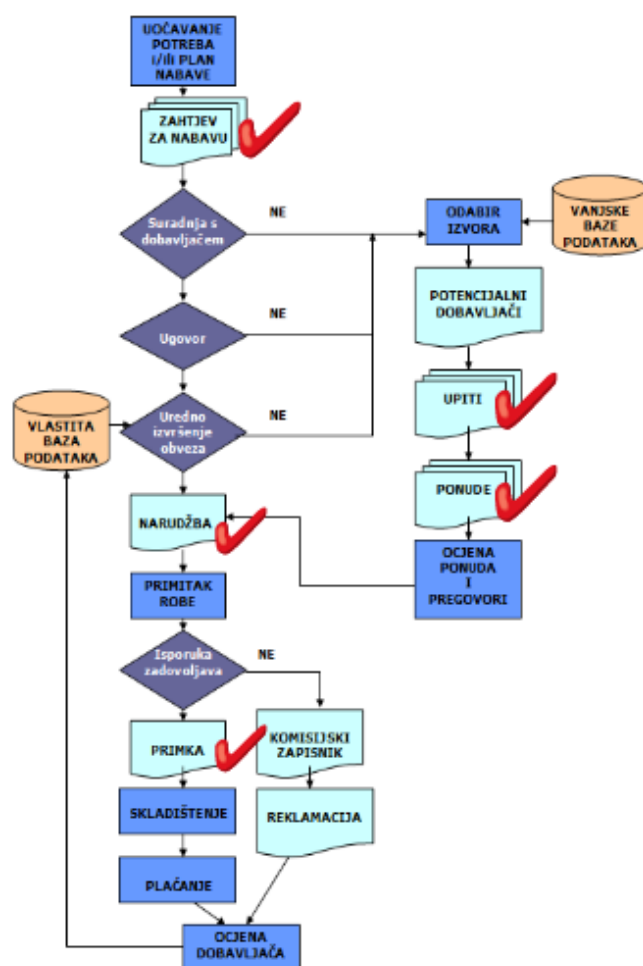 UOČAVANJE
POTREBA
i/ili PLAN
NABAVE
ZAHTJEV
ZA NABAVU
Suradnja s
dobavljačem
NE
ODABIR
IZVORA
VANJSKE
BAZE
PODATAKA
POTENCIJALNI
DOBAVLJAČI
Ugovor
NE
UPITI
VLASTITA
BAZA
PODATAKA
Uredno
izvršenje
obveza
NE
PONUDE
NARUDŽBA
OCJENA
PONUDA
I
PREGOVORI
PRIMITAK
ROBE
Isporuka
zadovoljava
NE
PRIMKA
KOMISIJSKI
ZAPISNIK
SKLADIŠTENJE
REKLAMACIJA
PLAĆANJE
OCJENA
DOBAVLJAČA